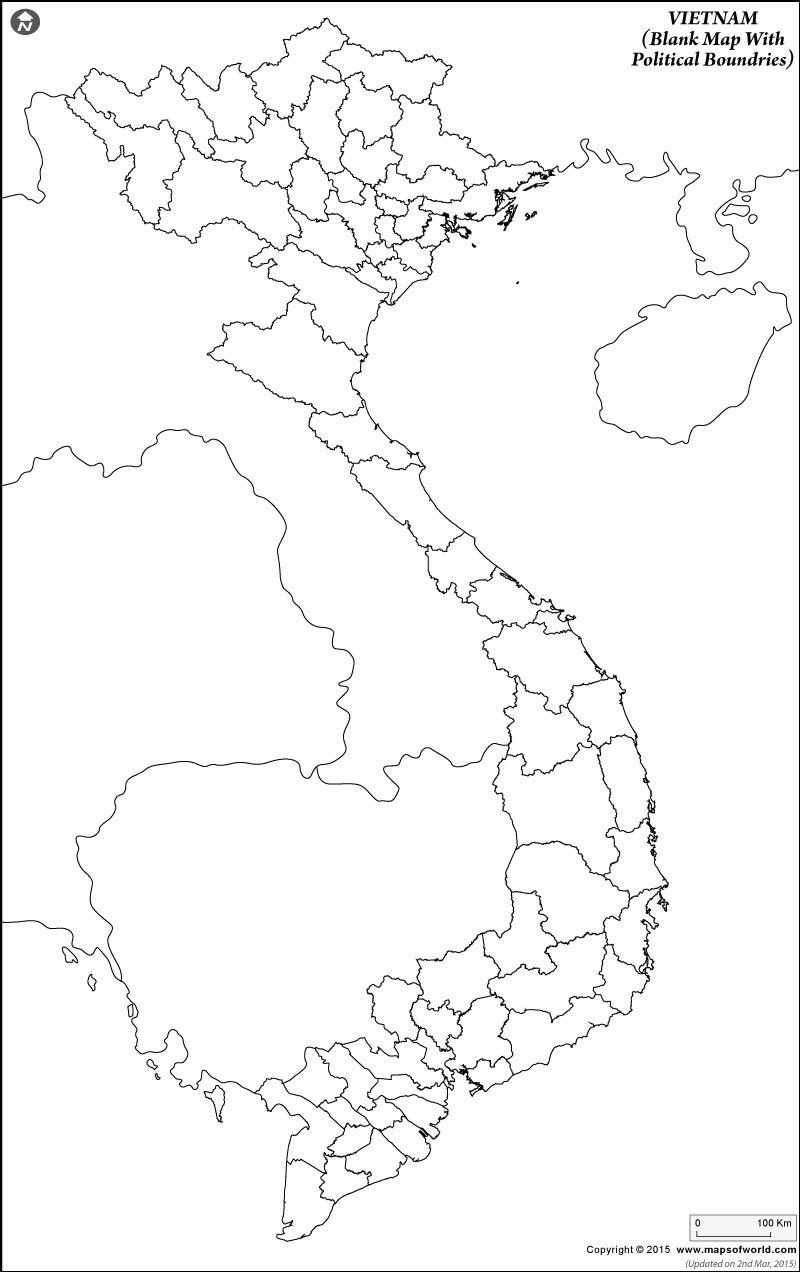 N
VIETNAM
(Blank Map With
Political Boundries)
0 100 Km
Copyright © 2015 www.mapsofworld.com
(Updated on 2nd Mar, 2015)